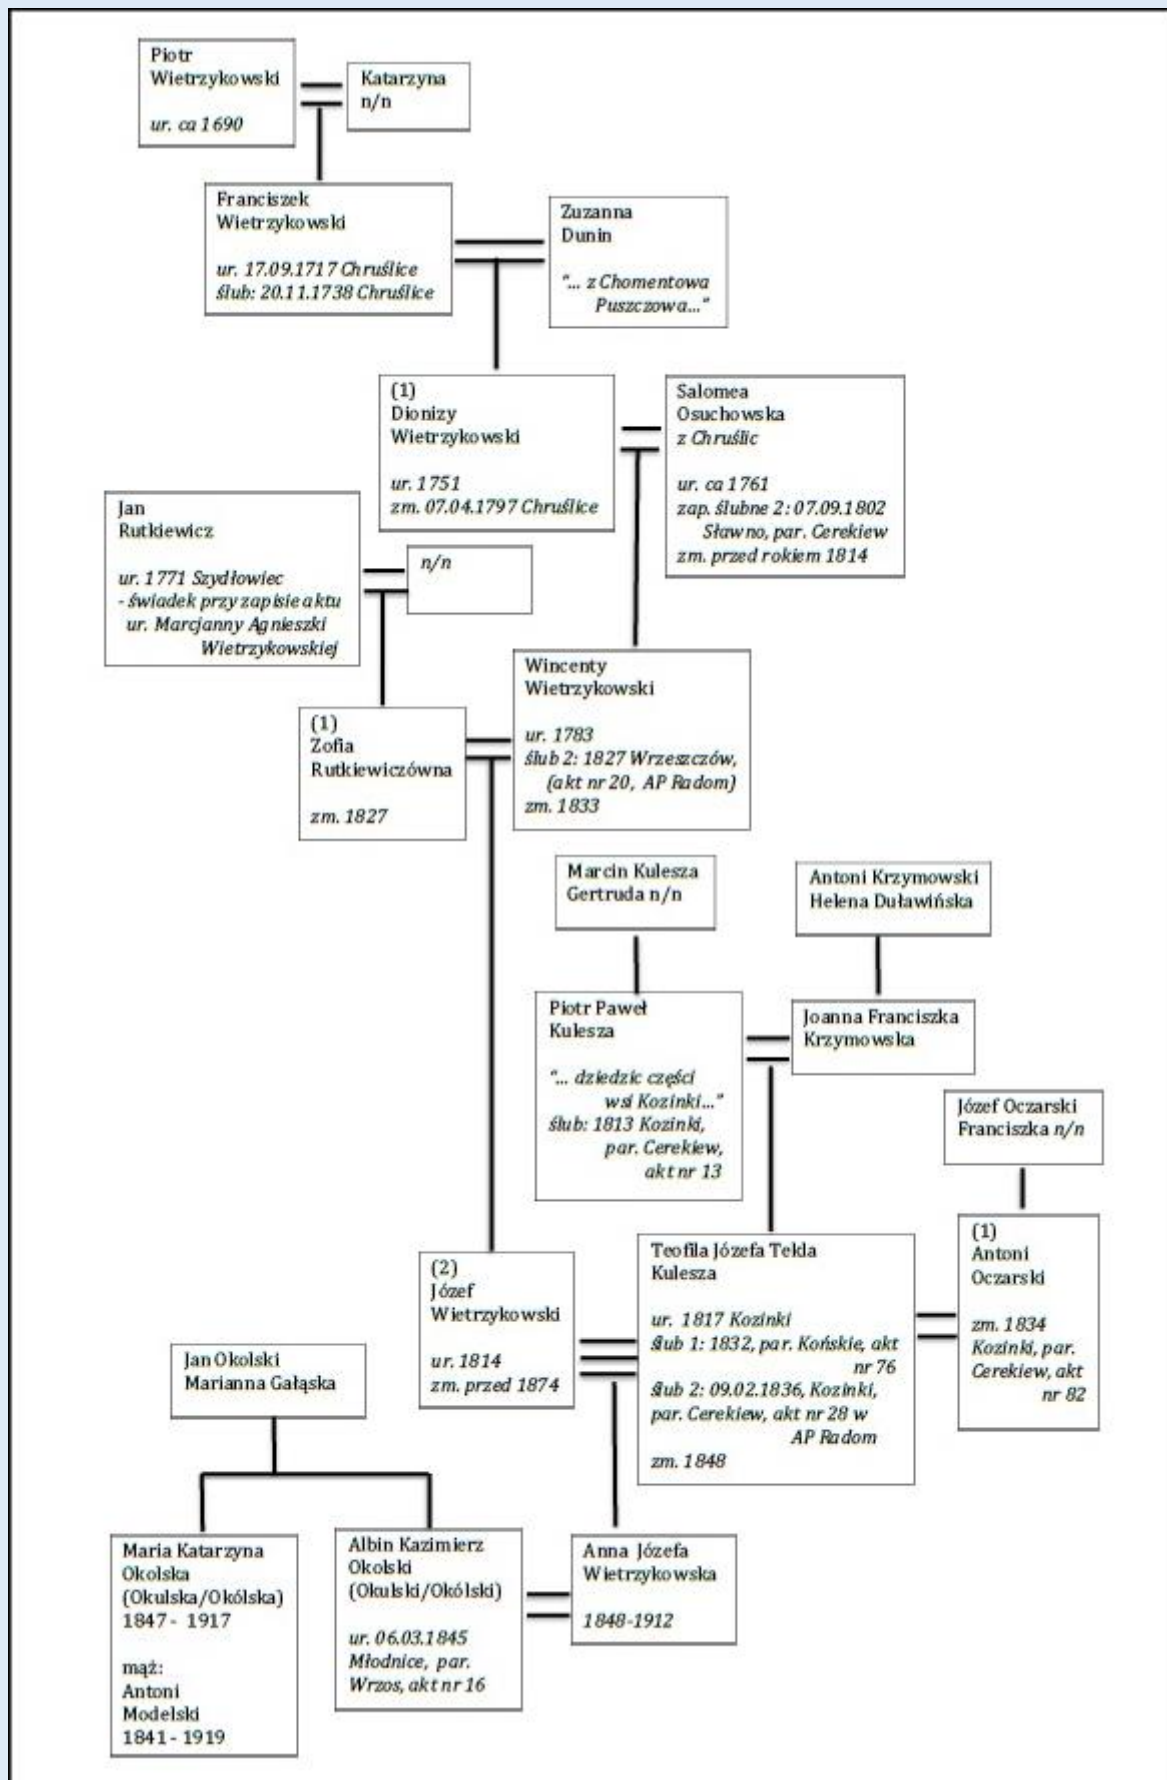 Piotr
Wietrzykowski
ur. ca 1690
Katarzyna
n/n
Franciszek
Wietrzykowski
ur. 17.09.1717 Chruślice
ślub: 20.11.1738 Chruślice
Zuzanna
Dunin
"... z Chomentowa
Puszczowa..."
(1)
Dionizy
Wietrzykowski
ur. 1751
zm. 07.04.1797 Chruślice
Salomea
Osuchowska
z Chruślic
ur. ca 1761
zap. ślubne 2: 07.09.1802
Sławno, par. Cerekiew
zm. przed rokiem 1814
Jan
Rutkiewicz
ur. 1771 Szydłowiec
- świadek przy zapisie aktu
ur. Marcjanny Agnieszki
Wietrzykowskiej
n/n
(1)
Zofia
Rutkiewiczówna
zm. 1827
Wincenty
Wietrzykowski
ur. 1783
ślub 2: 1827 Wrzeszczów,
(akt nr 20, AP Radom)
zm. 1833
Marcin Kulesza
Gertruda n/n
Antoni Krzymowski
Helena Duławińska
Piotr Paweł
Kulesza
"... dziedzic części
wsi Kozinki..."
ślub: 1813 Kozinki,
par. Cerekiew,
akt nr 13
Joanna Franciszka
Krzymowska
Józef Oczarski
Franciszka n/n
(2)
Józef
Wietrzykowski
ur. 1814
zm. przed 1874
Teofila Józefa Tekla
Kulesza
ur. 1817 Kozinki
ślub 1: 1832, par. Końskie, akt
nr 76
ślub 2: 09.02.1836, Kozinki,
par. Cerekiew, akt nr 28 w
AP Radom
zm. 1848
(1)
Antoni
Oczarski
zm. 1834
Kozinki, par.
Cerekiew, akt
nr 82
Jan Okolski
Marianna Gałąska
Maria Katarzyna
Okolska
(Okulska/Okólska)
1847 - 1917
mąż:
Antoni
Modelski
1841 - 1919
Albin Kazimierz
Okolski
(Okulski/Okólski)
ur. 06.03.1845
Młodnice, par.
Wrzos, akt nr 16
Anna Józefa
Wietrzykowska
1848-1912